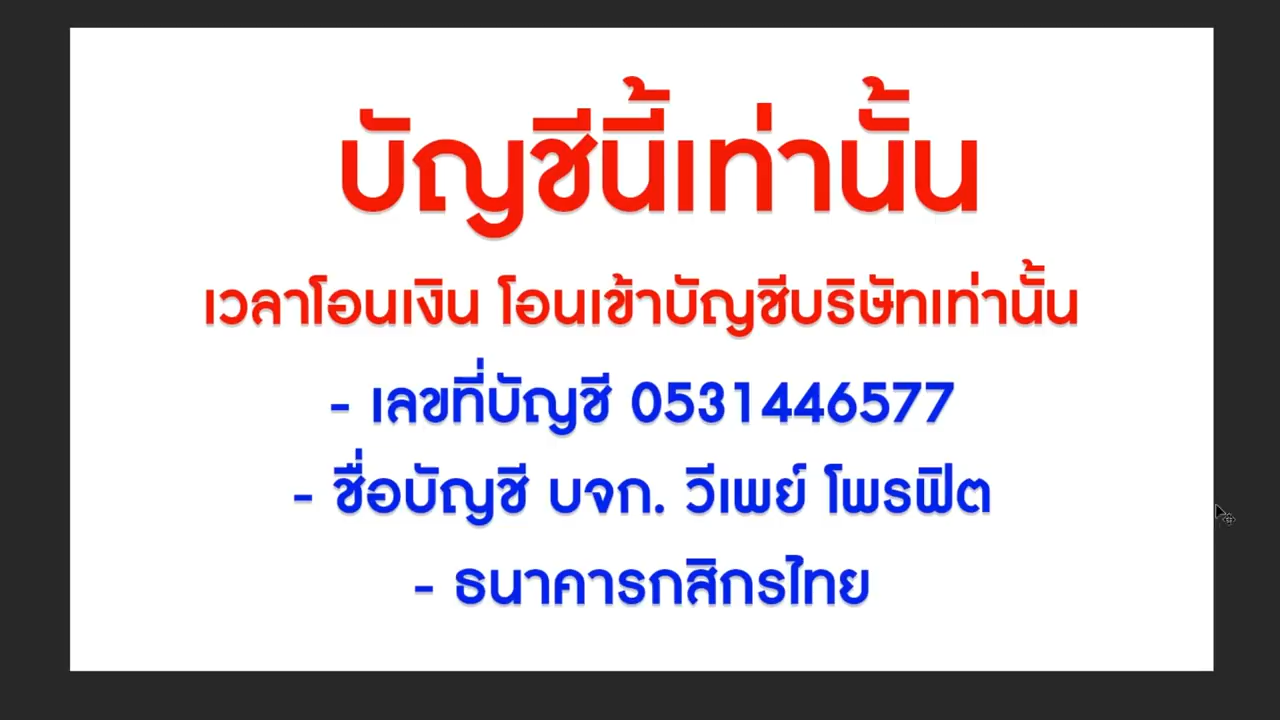 บัญชีนี้เท่านั้น
เวลาโอนเงิน โอนเข้าบัญชีบริษัทเท่านั้น
- เลขที่บัญชี 0531446577
- ชื่อบัญชี บจก. วีเพย์ โพรฟิต
- ธนาคารกสิกรไทย